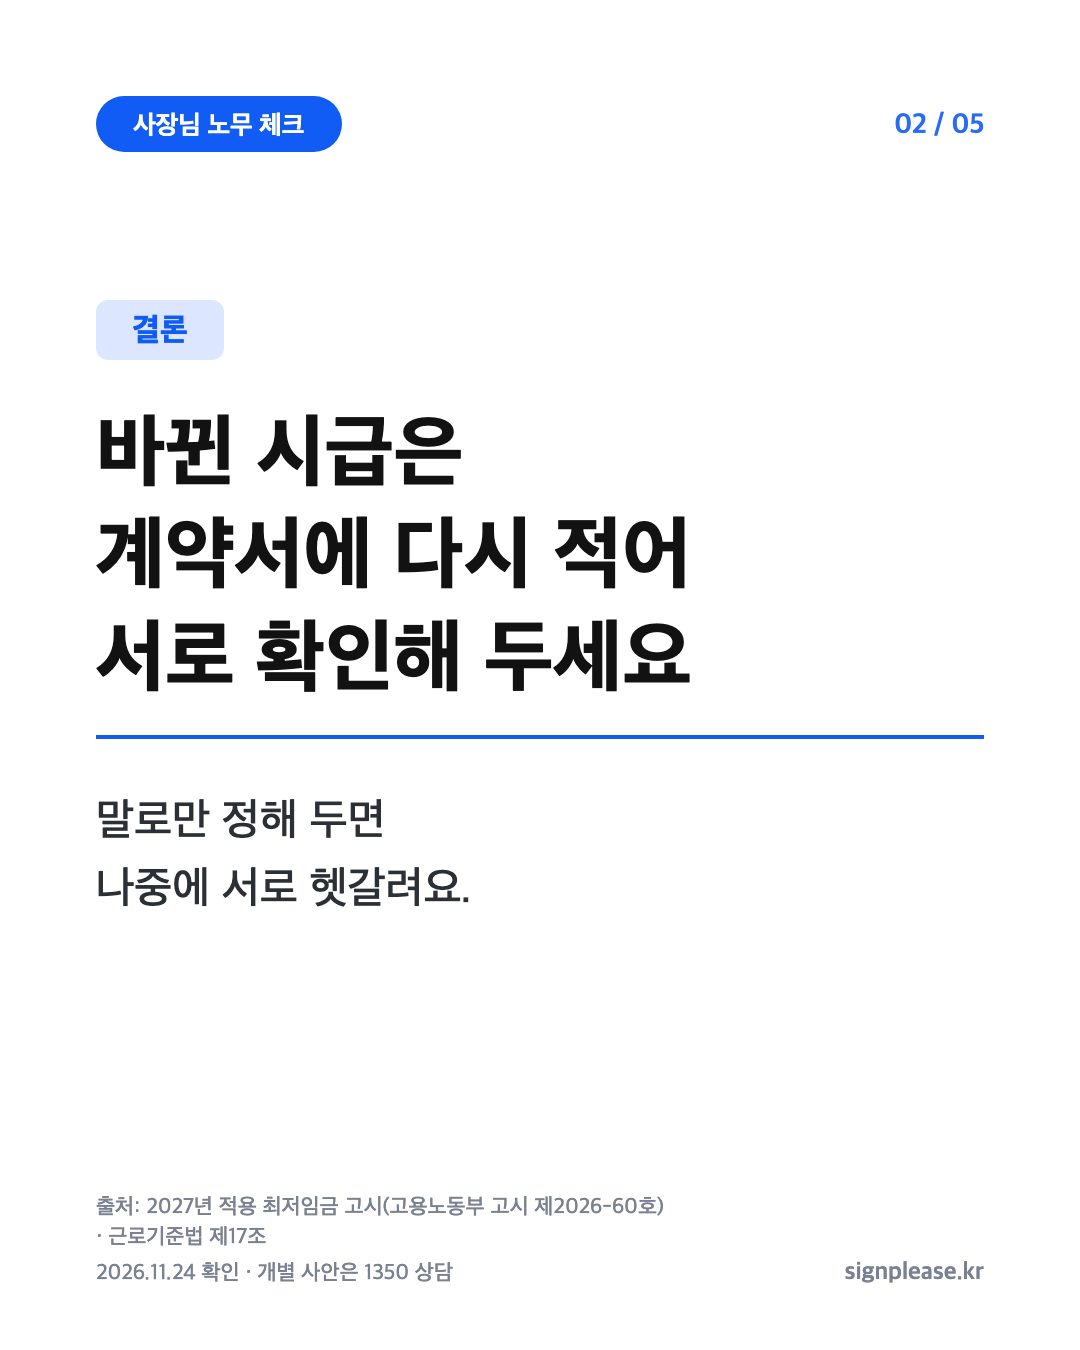 사장님 노무 체크
02 / 05
결론
바뀐 시급은
계약서에 다시 적어
서로 확인해 두세요
말로만 정해 두면
나중에 서로 헷갈려요.
출처: 2027년 적용 최저임금 고시(고용노동부 고시 제2026-60호)
· 근로기준법 제17조
2026.11.24 확인 · 개별 사안은 1350 상담
signplease.kr